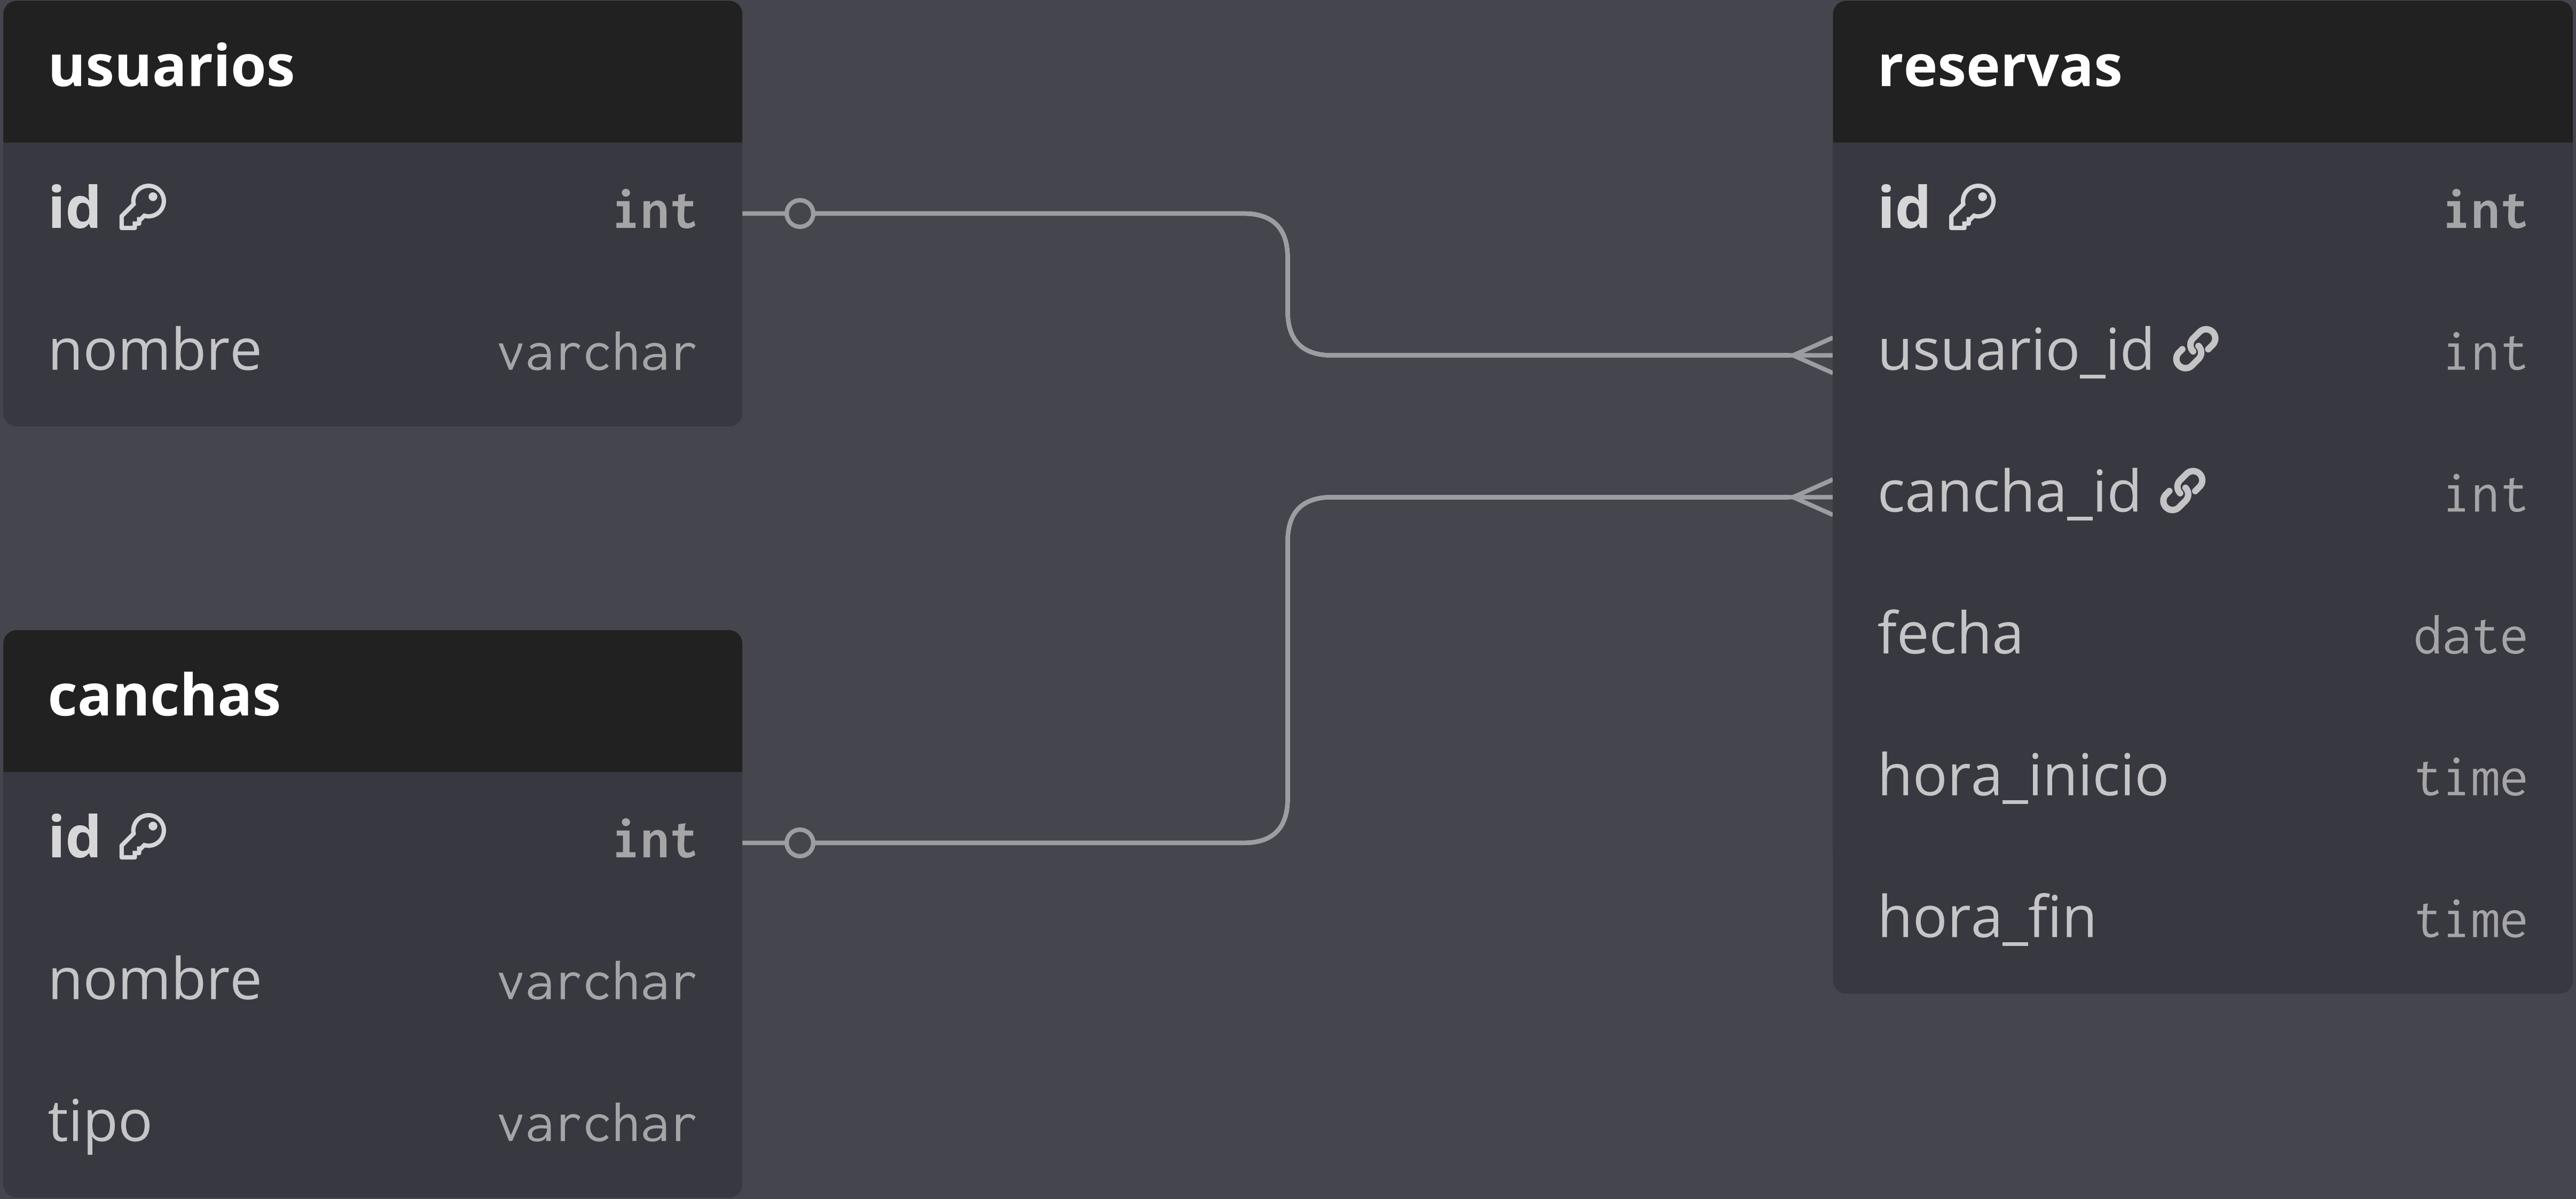 usuarios
id int
nombre varchar
canchas
id int
nombre varchar
tipo varchar
reservas
id int
usuario_id int
cancha_id int
fecha date
hora_inicio time
hora_fin time